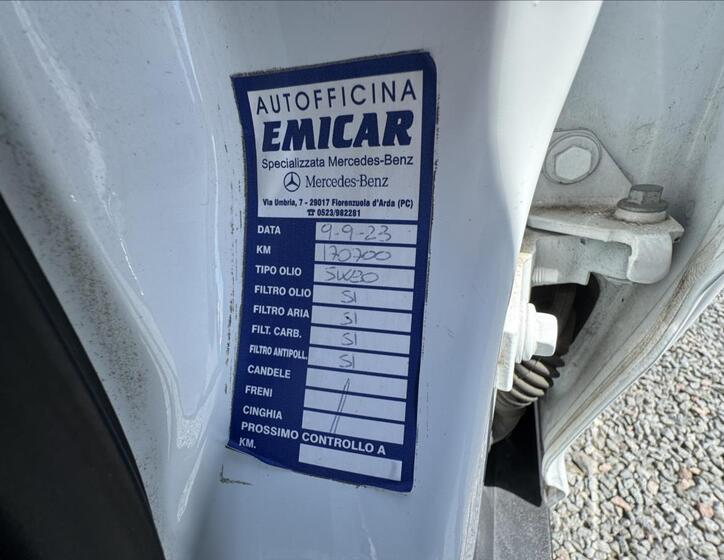 AUTOFFICINA
EMICAR
Specializzata Mercedes-Benz
Mercedes-Benz
Via Umbria, 7 - 29017 Fiorenzuola d'Arda (PC)
☎ 0523/982281
DATA 9-9-23
KM 170700
TIPO OLIO 5W30
FILTRO OLIO SI
FILTRO ARIA SI
FILT. CARB. SI
FILTRO ANTIPOLL. SI
CANDELE
FRENI /
CINGHIA
PROSSIMO CONTROLLO A
KM.